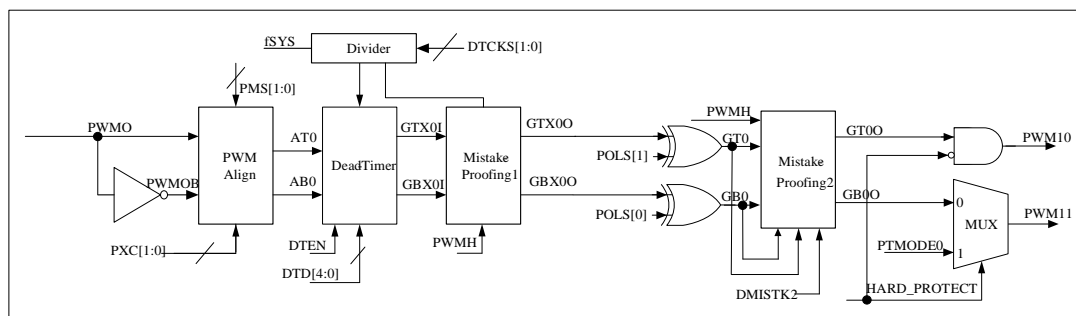 fSYS
Divider
DTCKS[1:0]
PMS[1:0]
PWMO
PWMOB
PWM
Align
AT0
AB0
DeadTimer
GTX0I
GBX0I
Mistake
Proofing1
GTX0O
GBX0O
POLS[1]
POLS[0]
GT0
GB0
PWMH
Mistake
Proofing2
GT0O
GB0O
PWM10
0
MUX
1
PWM11
PTMODE0
PXC[1:0]
DTEN
DTD[4:0]
PWMH
DMISTK2
HARD_PROTECT